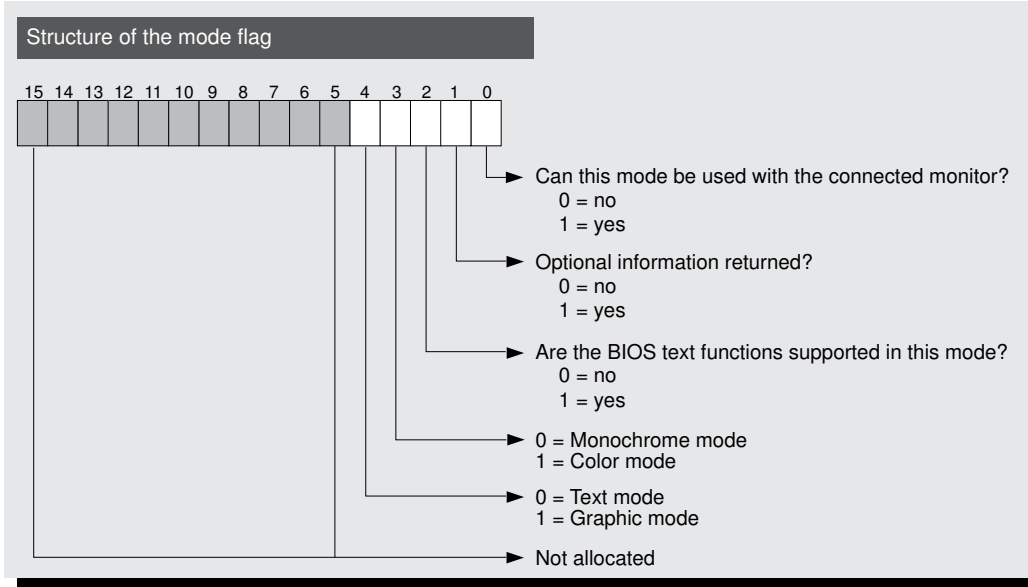 Structure of the mode flag
15 14 13 12 11 10 9 8 7 6 5 4 3 2 1 0
Can this mode be used with the connected monitor?
0 = no
1 = yes
Optional information returned?
0 = no
1 = yes
Are the BIOS text functions supported in this mode?
0 = no
1 = yes
0 = Monochrome mode
1 = Color mode
0 = Text mode
1 = Graphic mode
Not allocated